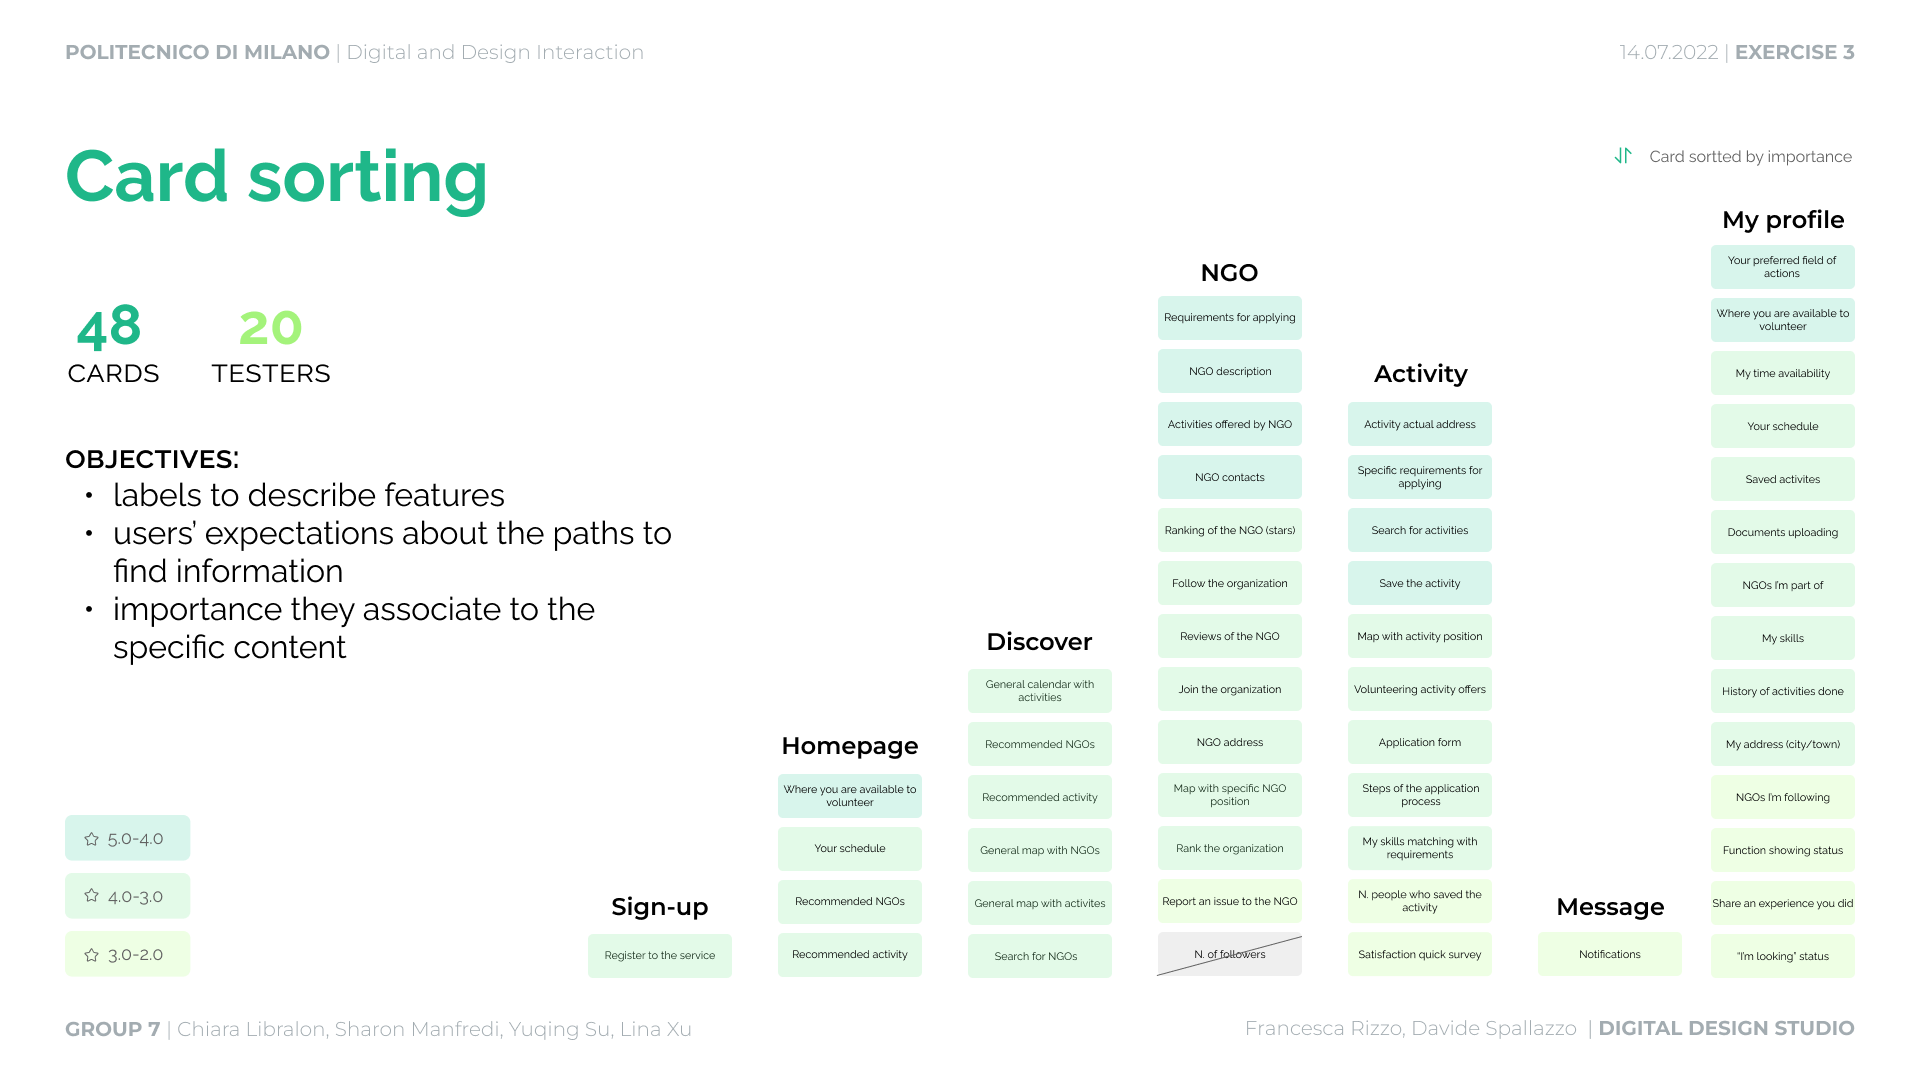 POLITECNICO DI MILANO | Digital and Design Interaction
14.07.2022 | EXERCISE 3
Card sorting
Card sortted by importance
48
CARDS
20
TESTERS
OBJECTIVES:
• labels to describe features
• users’ expectations about the paths to
find information
• importance they associate to the
specific content
5.0-4.0
4.0-3.0
3.0-2.0
Sign-up
Register to the service
Homepage
Where you are available to
volunteer
Your schedule
Recommended NGOs
Recommended activity
Discover
General calendar with
activities
Recommended NGOs
Recommended activity
General map with NGOs
General map with activites
Search for NGOs
NGO
Requirements for applying
NGO description
Activities offered by NGO
NGO contacts
Ranking of the NGO (stars)
Follow the organization
Reviews of the NGO
Join the organization
NGO address
Map with specific NGO
position
Rank the organization
Report an issue to the NGO
N. of followers
Activity
Activity actual address
Specific requirements for
applying
Search for activities
Save the activity
Map with activity position
Volunteering activity offers
Application form
Steps of the application
process
My skills matching with
requirements
N. people who saved the
activity
Satisfaction quick survey
Message
Notifications
My profile
Your preferred field of
actions
Where you are available to
volunteer
My time availability
Your schedule
Saved activites
Documents uploading
NGOs I’m part of
My skills
History of activities done
My address (city/town)
NGOs I’m following
Function showing status
Share an experience you did
“I’m looking” status
GROUP 7 | Chiara Libralon, Sharon Manfredi, Yuqing Su, Lina Xu
Francesca Rizzo, Davide Spallazzo | DIGITAL DESIGN STUDIO